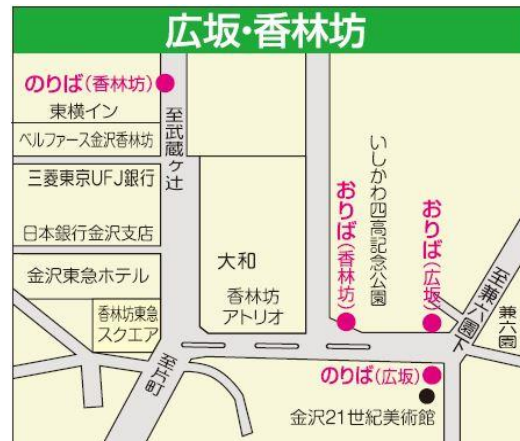 広坂・香林坊
のりば(香林坊)
東横イン
ベルファース金沢香林坊
三菱東京UFJ銀行
日本銀行金沢支店
金沢東急ホテル
香林坊東急
スクエア
至武蔵ヶ辻
至片町
大和
香林坊
アトリオ
いしかわ四高記念公園
おりば(香林坊)
おりば(広坂)
至兼六園下
兼六園
のりば(広坂)
金沢21世紀美術館